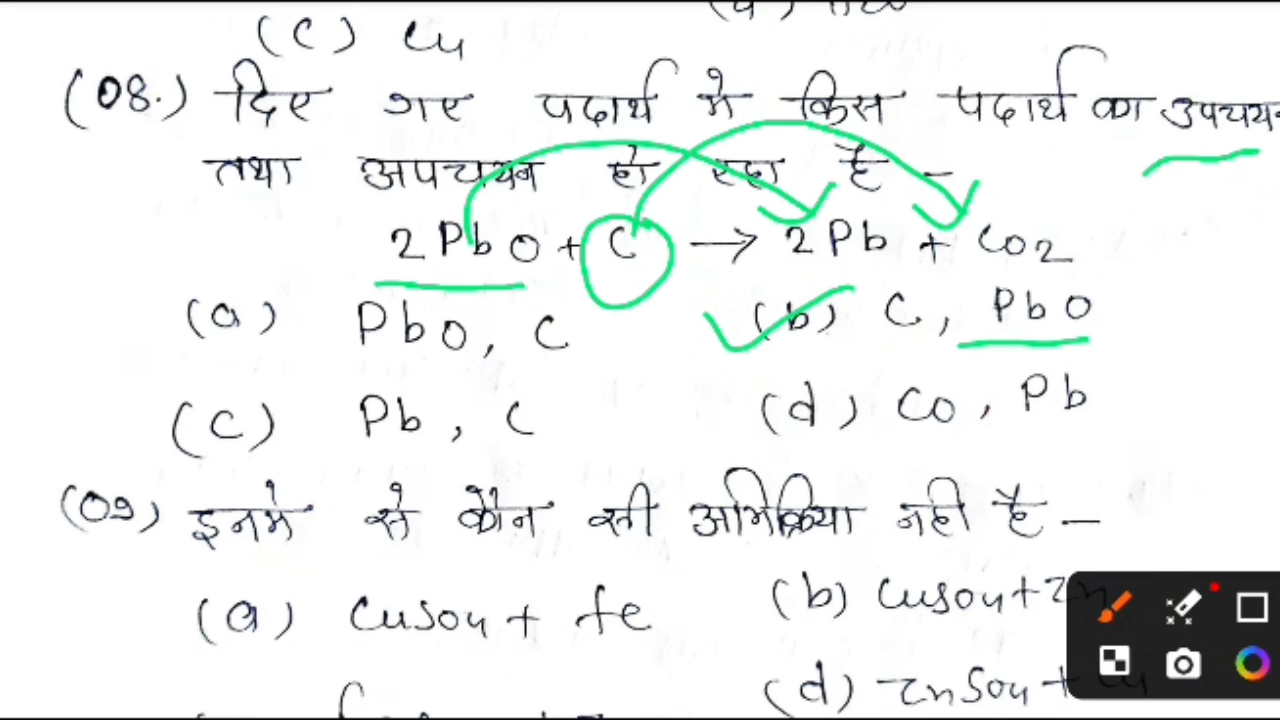 (C) Cu
(08.) दिए गए पदार्थ मे किस पदार्थ का उपचयन
तथा अपचयन हो रहा है -
2PbO + C → 2Pb + CO2
(a) PbO, C (b) C, PbO
(C) Pb, C (d) CO, Pb
(09) इनमे से कौन सी अभिक्रिया नही है -
(a) CuSO4 + fe (b) CuSO4 + Zn
(d) ZnSO4 +